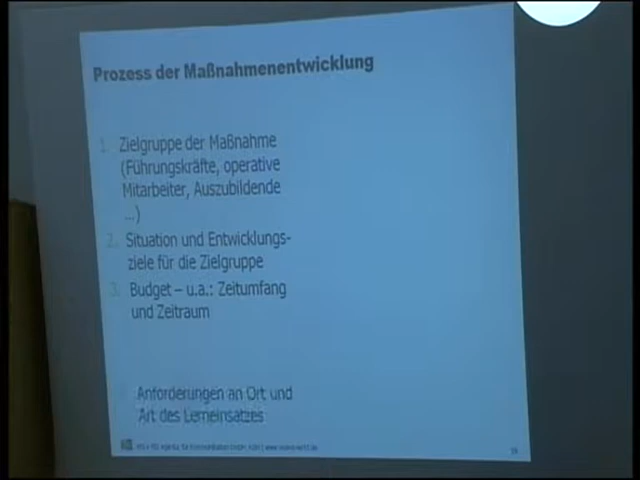 Prozess der Maßnahmenentwicklung
1. Zielgruppe der Maßnahme
(Führungskräfte, operative
Mitarbeiter, Auszubildende
...)
2. Situation und Entwicklungs-
ziele für die Zielgruppe
3. Budget – u.a.: Zeitumfang
und Zeitraum
Anforderungen an Ort und
Art des Lerneinsatzes